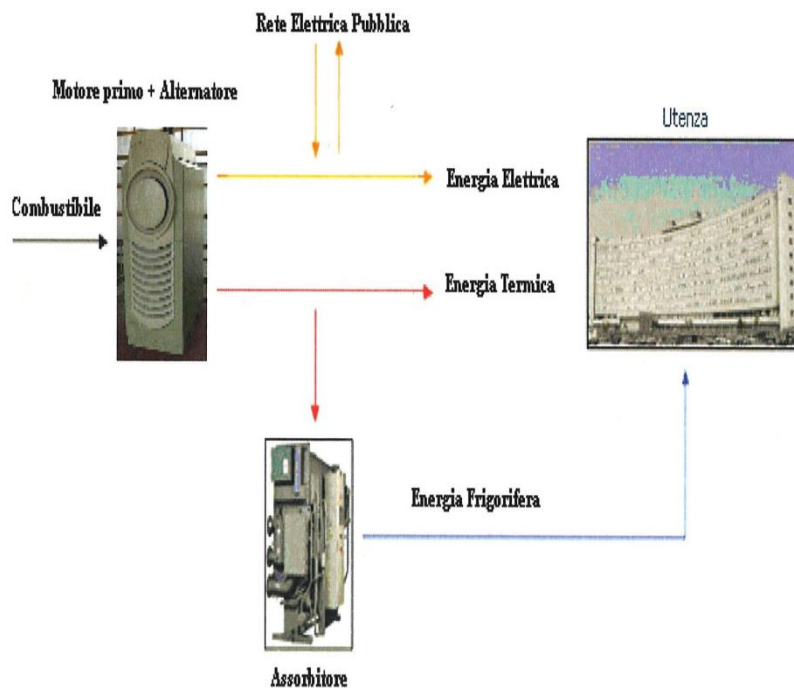 Rete Elettrica Pubblica
Motore primo + Alternatore
Utenza
Energia Elettrica
Combustibile
Energia Termica
Energia Frigorifera
Assorbitore